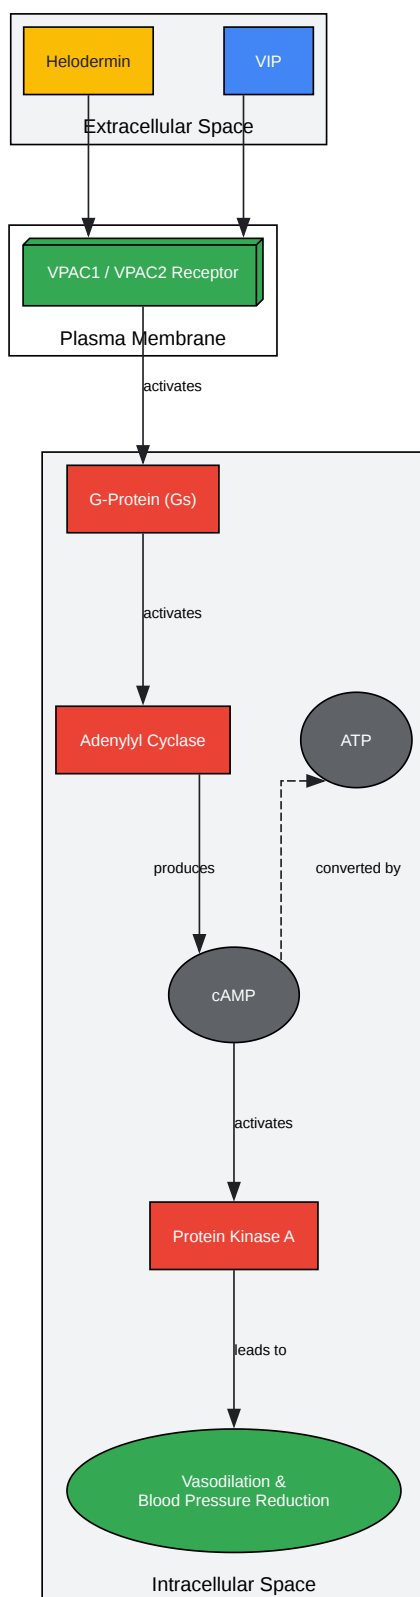 Helodermin
VIP
Extracellular Space
VPAC1 / VPAC2 Receptor
Plasma Membrane
activates
G-Protein (Gs)
activates
Adenylyl Cyclase
ATP
produces
converted by
cAMP
activates
Protein Kinase A
leads to
Vasodilation &
Blood Pressure Reduction
Intracellular Space